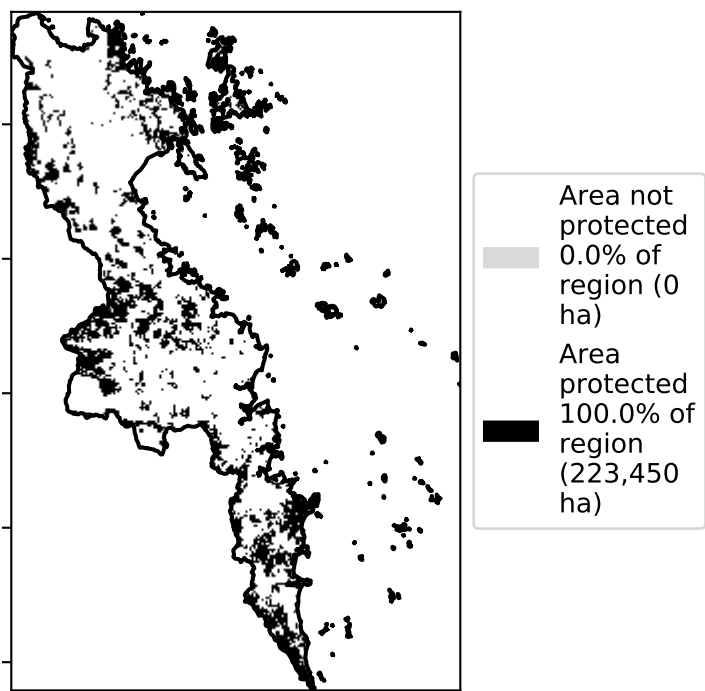 Area not
protected
0.0% of
region (0
ha)
Area
protected
100.0% of
region
(223,450
ha)